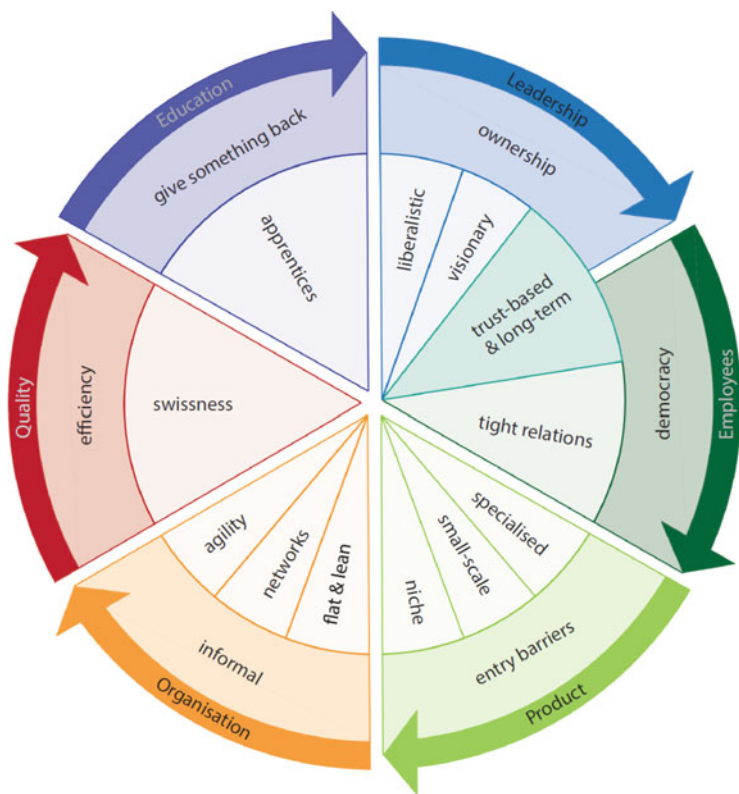 Education
give something back
apprentices
Leadership
ownership
liberalistic
visionary
trust-based
& long-term
Employees
democracy
tight relations
Product
entry barriers
specialised
small-scale
niche
Organisation
informal
flat & lean
networks
agility
Quality
efficiency
swissness